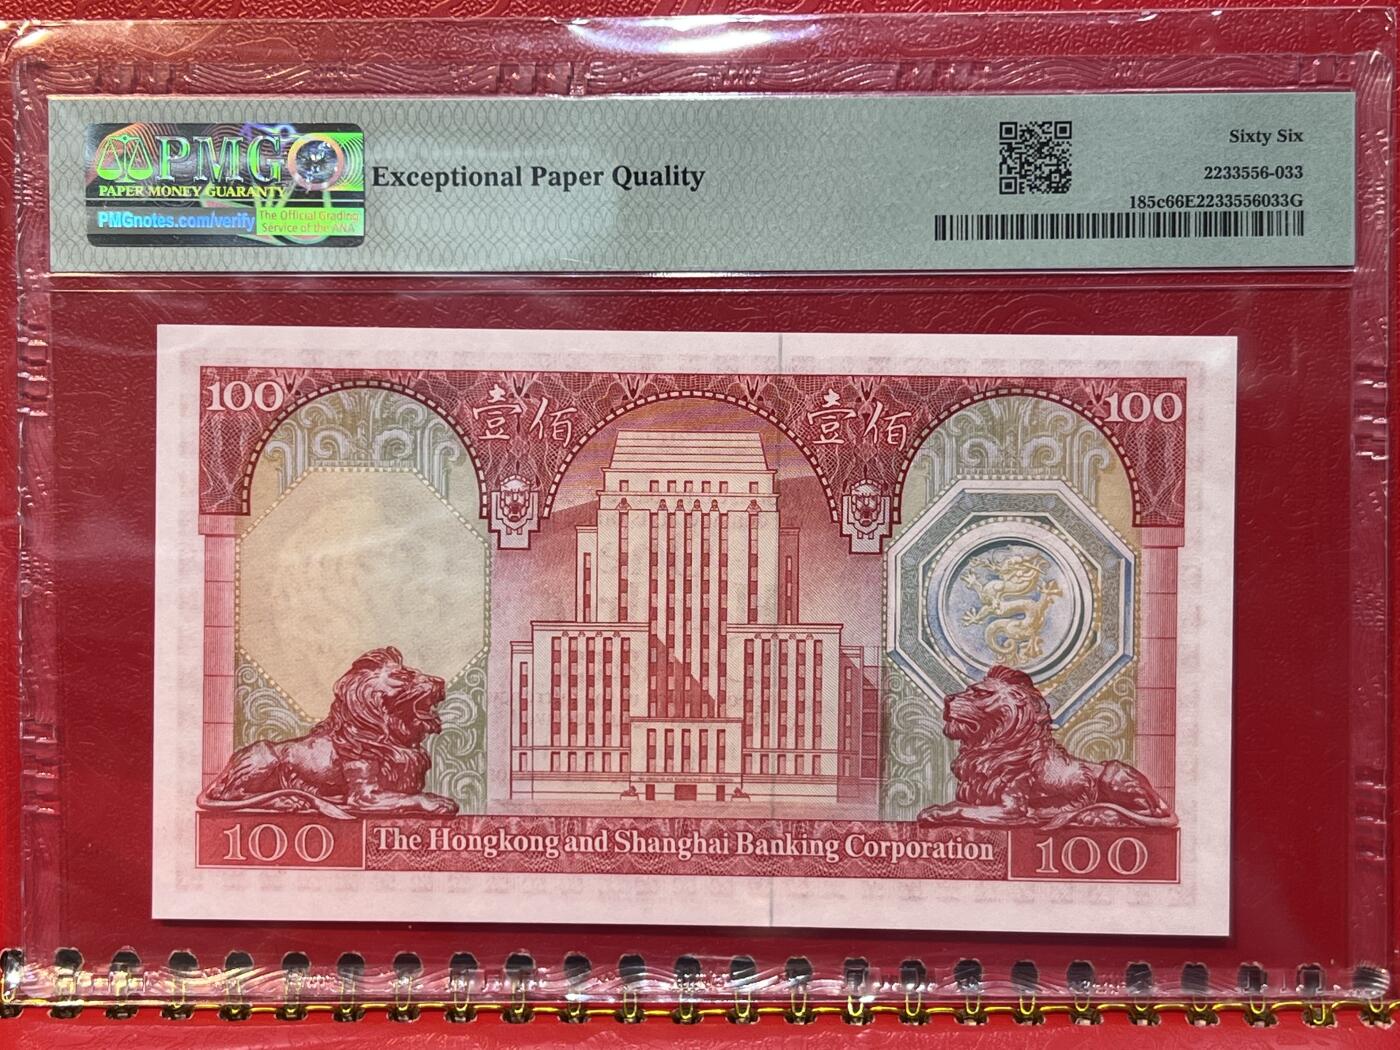 PMG
PAPER MONEY GUARANTY
PMGnotes.com/verify
The Official Grading
Service of the ANA
Exceptional Paper Quality
Sixty Six
2233556-033
185c66E2233556033G
100 壹佰 壹佰 100
100 The Hongkong and Shanghai Banking Corporation 100